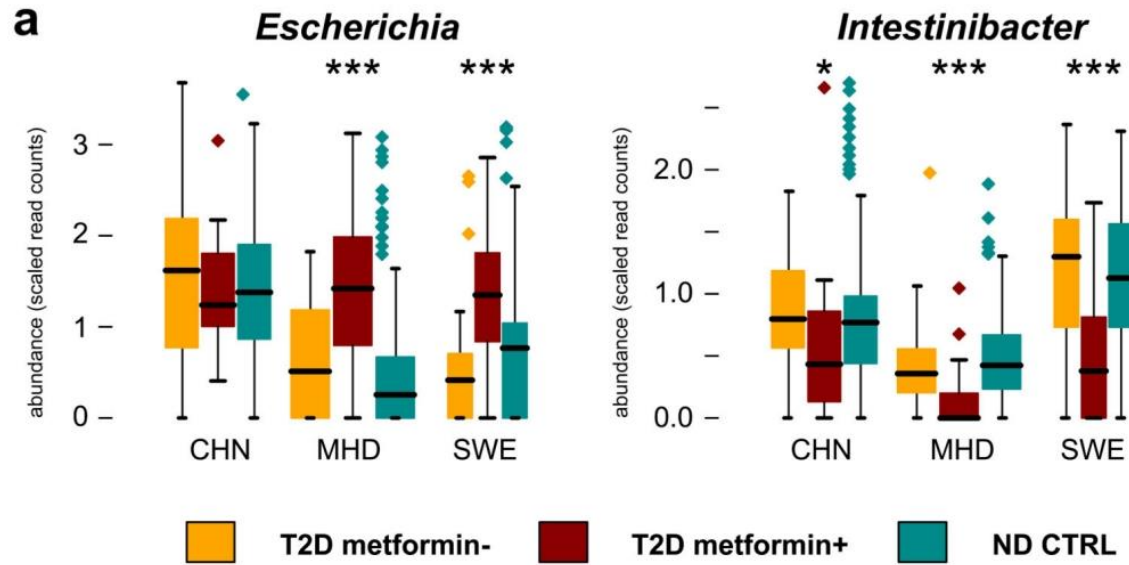 a
Escherichia
*** ***
abundance (scaled read counts)
3
2
1
0
CHN MHD SWE
Intestinibacter
* *** ***
abundance (scaled read counts)
2.0
1.0
0.0
CHN MHD SWE
T2D metformin- T2D metformin+ ND CTRL